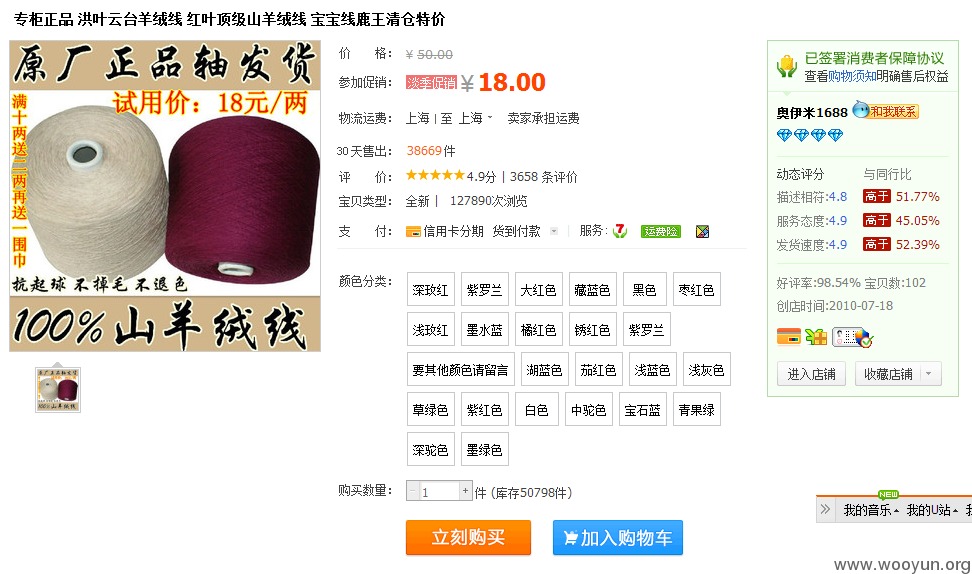 专柜正品 洪叶云台羊绒线 红叶顶级山羊绒线 宝宝线鹿王清仓特价
原厂正品轴发货
试用价：18元/两
满十两送二两再送一围巾
抗起球 不掉毛 不退色
100%山羊绒线
价 格： ¥ 50.00
参加促销： 淡季促销 ¥18.00
物流运费： 上海 | 至 上海 卖家承担运费
30天售出： 38669件
评 价： 4.9分 | 3658 条评价
宝贝类型： 全新 | 127890次浏览
支 付： 信用卡分期 货到付款 服务： 7 运费险
颜色分类： 深玫红 紫罗兰 大红色 藏蓝色 黑色 枣红色
浅玫红 墨水蓝 橘红色 锈红色 紫罗兰
要其他颜色请留言 湖蓝色 茄红色 浅蓝色 浅灰色
草绿色 紫红色 白色 中驼色 宝石蓝 青果绿
深驼色 墨绿色
购买数量： - 1 + 件 (库存50798件)
立刻购买 加入购物车
已签署消费者保障协议
查看购物须知明确售后权益
奥伊米1688 和我联系
动态评分 与同行比
描述相符:4.8 高于 51.77%
服务态度:4.9 高于 45.05%
发货速度:4.9 高于 52.39%
好评率:98.54% 宝贝数:102
创店时间:2010-07-18
进入店铺 收藏店铺
NEW
我的音乐 我的U站
www.wooyun.org